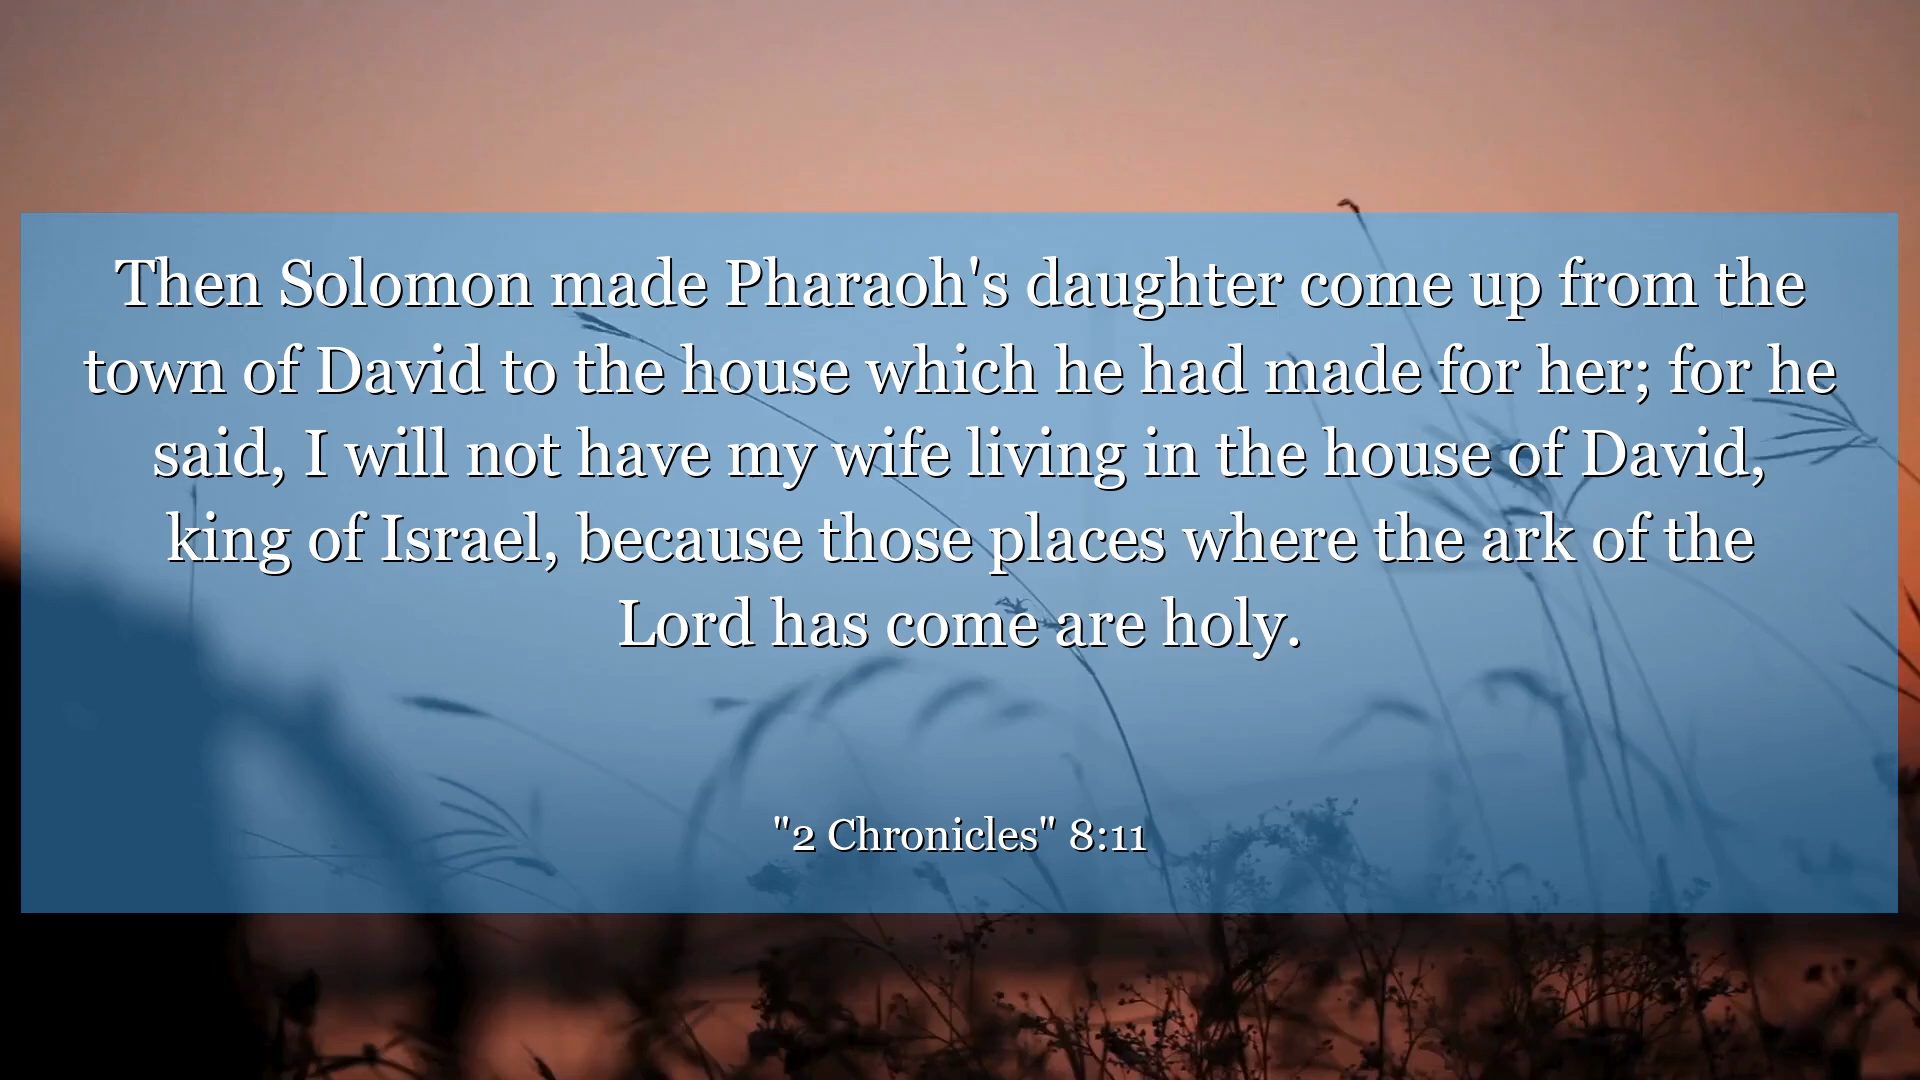 Then Solomon made Pharaoh's daughter come up from the
town of David to the house which he had made for her; for he
said, I will not have my wife living in the house of David,
king of Israel, because those places where the ark of the
Lord has come are holy.
"2 Chronicles" 8:11